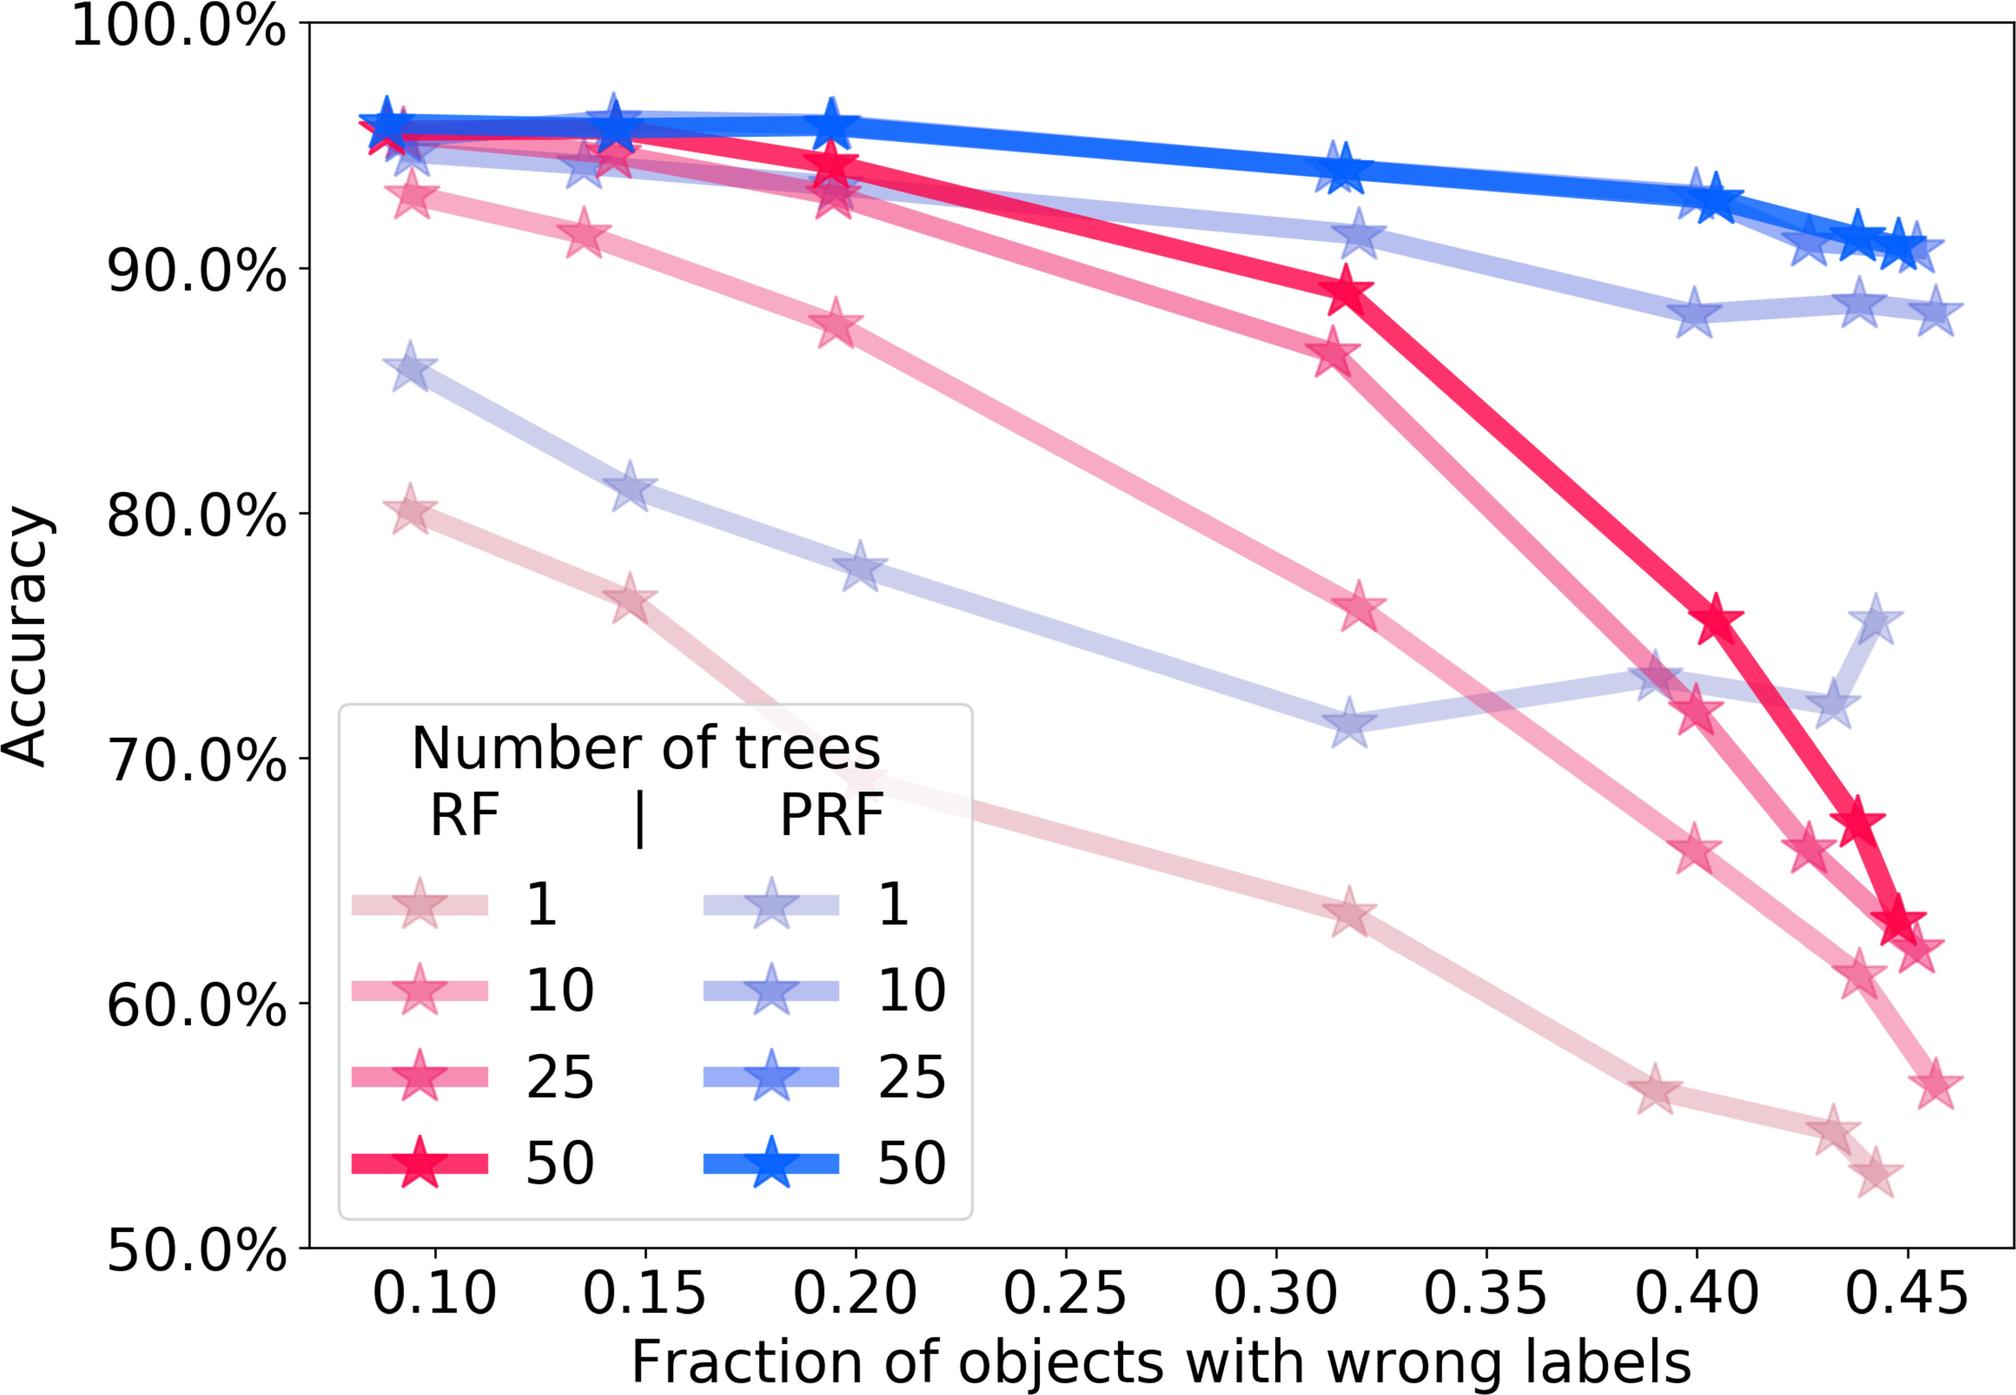 100.0%
90.0%
80.0%
70.0%
60.0%
50.0%
Accuracy
Number of trees
RF | PRF
1 1
10 10
25 25
50 50
0.10 0.15 0.20 0.25 0.30 0.35 0.40 0.45
Fraction of objects with wrong labels